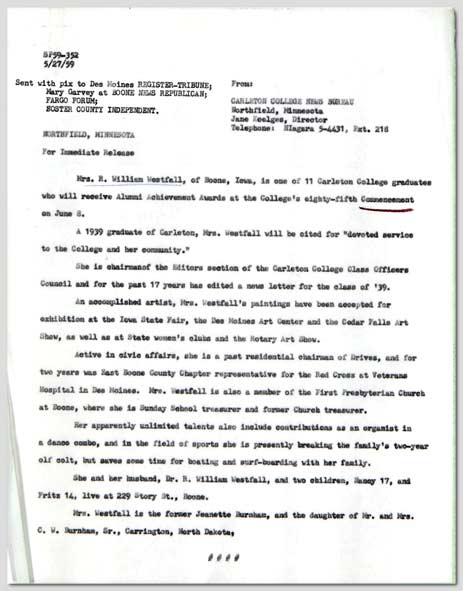 SP59-352
5/27/59
Sent with pix to Des Moines REGISTER-TRIBUNE;
Mary Garvey at BOONE NEWS REPUBLICAN;
FARGO FORUM;
SOSTER COUNTY INDEPENDENT.
From:
CARLETON COLLEGE NEWS BUREAU
Northfield, Minnesota
Jane Keelges, Director
Telephone: NIagara 5-4431, Ext. 218
NORTHFIELD, MINNESOTA
For Immediate Release
Mrs. R. William Westfall, of Boone, Iowa, is one of 11 Carleton College graduates
who will receive Alumni Achievement Awards at the College's eighty-fifth Commencement
on June 8.
A 1939 graduate of Carleton, Mrs. Westfall will be cited for "devoted service
to the College and her community."
She is chairmanof the Editors section of the Carleton College Class Officers
Council and for the past 17 years has edited a news letter for the class of '39.
An accomplished artist, Mrs. Westfall's paintings have been accepted for
exhibition at the Iowa State Fair, the Des Moines Art Center and the Cedar Falls Art
Show, as well as at State women's clubs and the Rotary Art Show.
Active in civic affairs, she is a past residential chairman of Drives, and for
two years was East Boone County Chapter representative for the Red Cross at Veterans
Hospital in Des Moines. Mrs. Westfall is also a member of the First Presbyterian Church
at Boone, where she is Sunday School treasurer and former Church treasurer.
Her apparently unlimited talents also include contributions as an organist in
a dance combo, and in the field of sports she is presently breaking the family's two-year
olf colt, but saves some time for boating and surf-boarding with her family.
She and her husband, Dr. R. William Westfall, and two children, Nancy 17, and
Fritz 14, live at 229 Story St., Boone.
Mrs. Westfall is the former Jeanette Burnham, and the daughter of Mr. and Mrs.
C. W. Burnham, Sr., Carrington, North Dakota,
# # # #